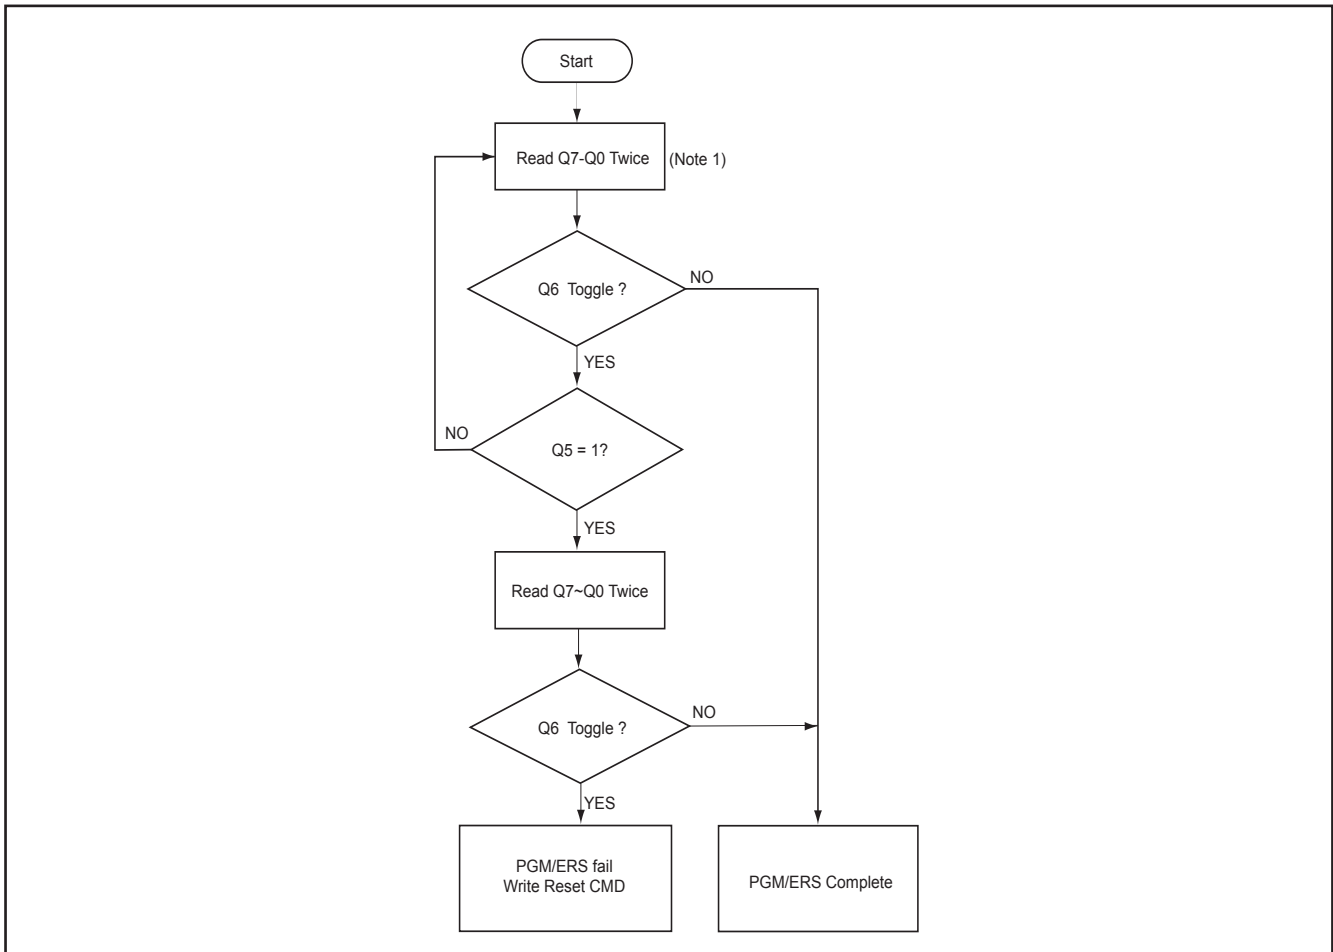 Start
Read Q7-Q0 Twice
(Note 1)
Q6 Toggle ?
NO
YES
NO
Q5 = 1?
YES
Read Q7~Q0 Twice
Q6 Toggle ?
NO
YES
PGM/ERS fail
Write Reset CMD
PGM/ERS Complete